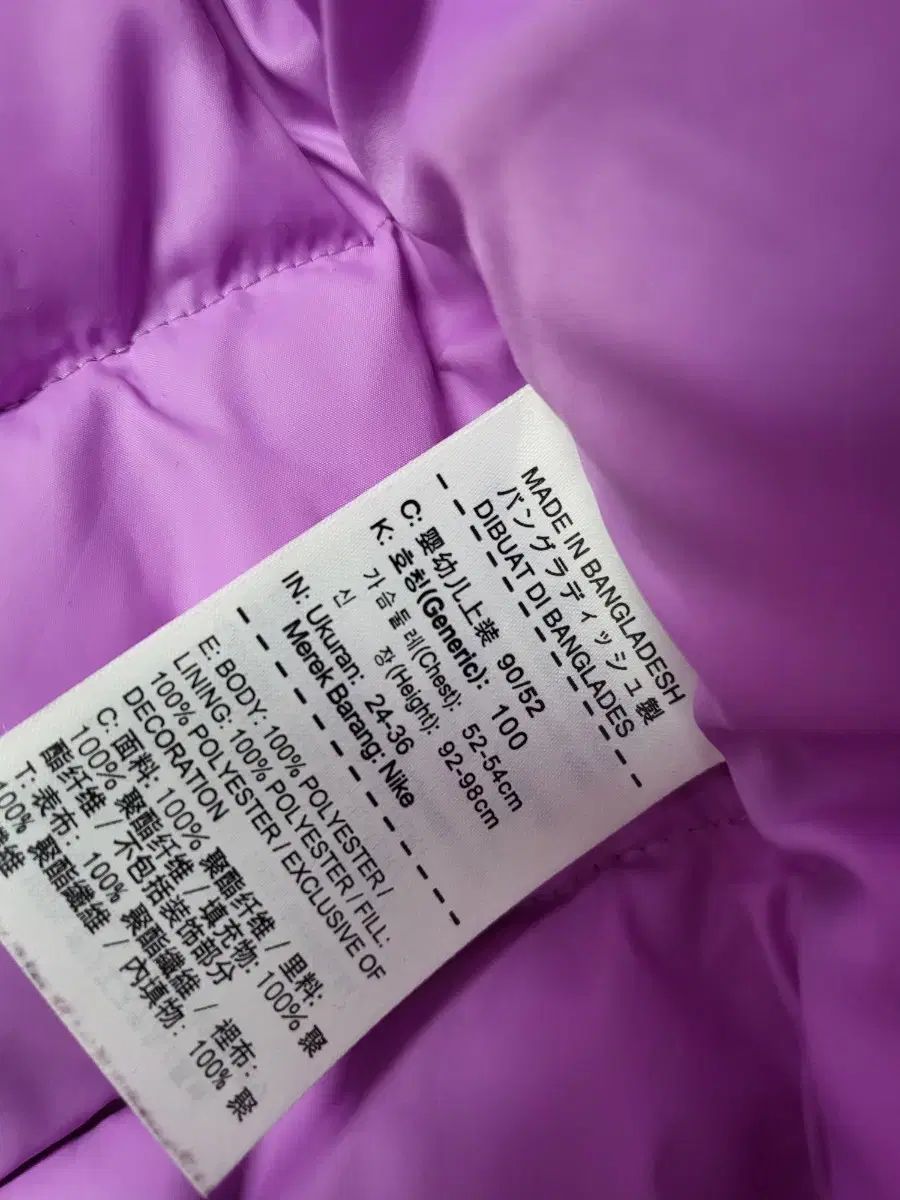 MADE IN BANGLADESH
バングラディッシュ製
DIBUAT DI BANGLADES
C: 婴幼儿上装 90/52
K: 호칭(Generic): 100
가슴둘레(Chest): 52-54cm
신 장(Height): 92-98cm
IN: Ukuran: 24-36
Merek Barang: Nike
E: BODY: 100% POLYESTER /
LINING: 100% POLYESTER / FILL:
100% POLYESTER / EXCLUSIVE OF
DECORATION
C: 面料: 100% 聚酯纤维 / 里料:
100% 聚酯纤维 / 填充物: 100% 聚
酯纤维 / 不包括装饰部分
T: 表布: 100% 聚酯纖維 / 裡布:
100% 聚酯纖維 / 內填物: 100% 聚